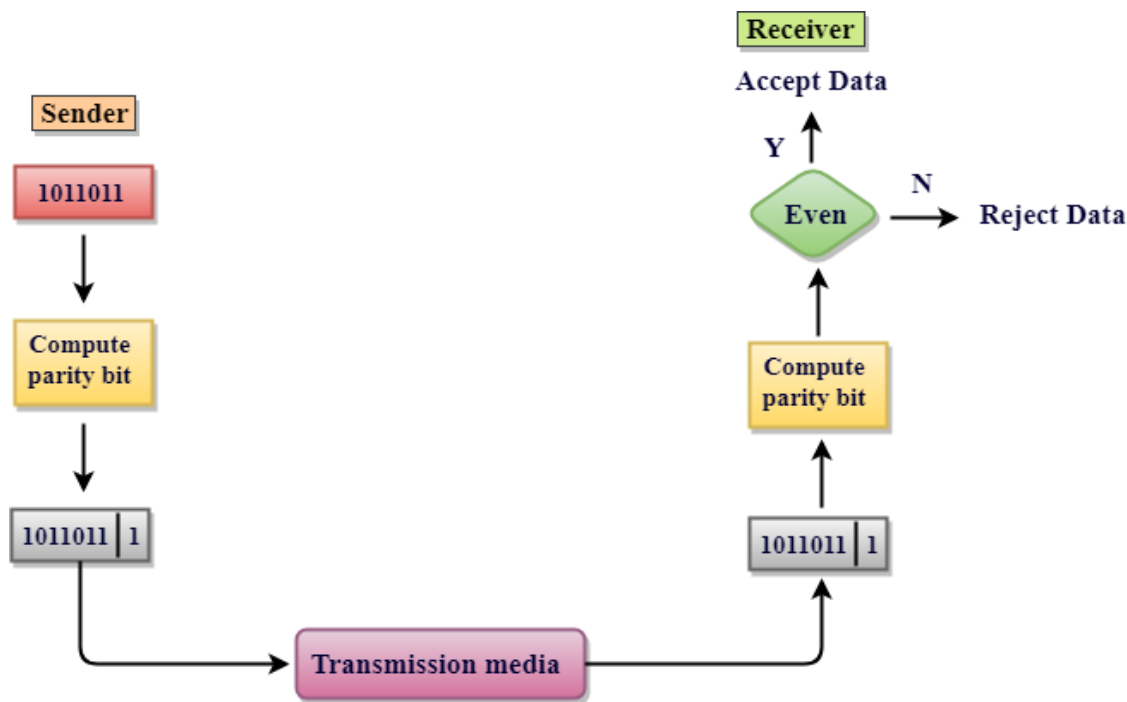 Sender
1011011
Compute
parity bit
1011011 | 1
Transmission media
Receiver
Accept Data
Y
N
Even
Reject Data
Compute
parity bit
1011011 | 1